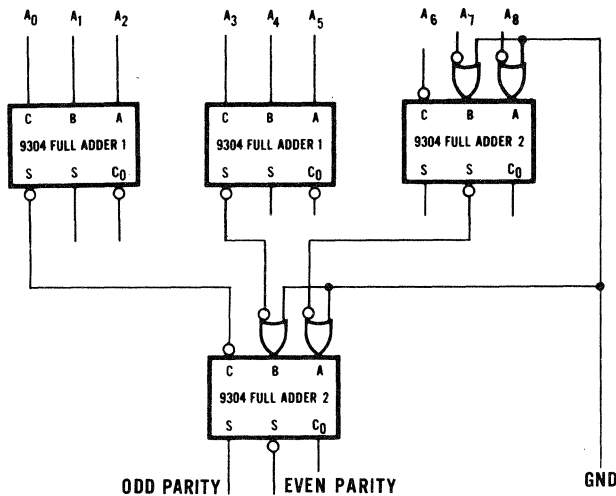 A0 A1 A2 A3 A4 A5 A6 A7 A8
C B A C B A C B A
9304 FULL ADDER 1 9304 FULL ADDER 1 9304 FULL ADDER 2
S S C0 S S C0 S S C0
C B A
9304 FULL ADDER 2
S S C0
ODD PARITY EVEN PARITY GND